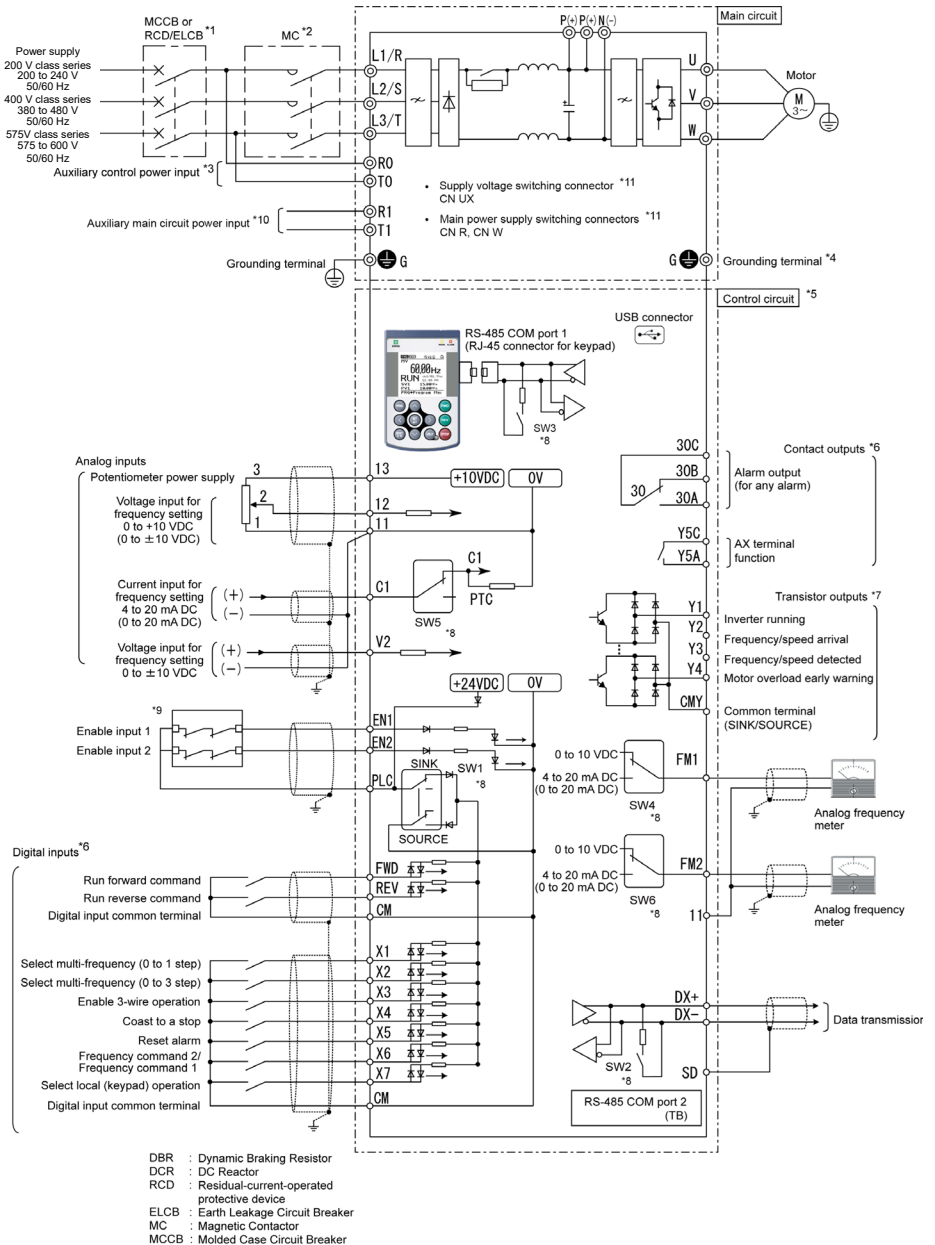 Main circuit
MCCB or
RCD/ELCB *1
MC *2
P(+) P(+) N(-)
Power supply
200 V class series
200 to 240 V
50/60 Hz
400 V class series
380 to 480 V
50/60 Hz
575V class series
575 to 600 V
50/60 Hz
L1/R
L2/S
L3/T
U
V
W
Motor
M
3~
Auxiliary control power input *3
R0
T0
Auxiliary main circuit power input *10
R1
T1
• Supply voltage switching connector *11
CN UX
• Main power supply switching connectors *11
CN R, CN W
Grounding terminal
G
G
Grounding terminal *4
Control circuit *5
USB connector
RS-485 COM port 1
(RJ-45 connector for keypad)
60.00Hz
RUN
SW3
*8
Contact outputs *6
30C
30B
30A
30
Alarm output
(for any alarm)
Y5C
Y5A
AX terminal
function
Analog inputs
Potentiometer power supply
3
2
1
13
12
11
+10VDC
0V
Voltage input for
frequency setting
0 to +10 VDC
(0 to ±10 VDC)
Current input for
frequency setting
4 to 20 mA DC
(0 to 20 mA DC)
(+)
(−)
C1
C1
PTC
SW5
*8
Voltage input for
frequency setting
0 to ±10 VDC
(+)
(−)
V2
Transistor outputs *7
Y1
Inverter running
Y2
Frequency/speed arrival
Y3
Frequency/speed detected
Y4
Motor overload early warning
CMY
Common terminal
(SINK/SOURCE)
+24VDC
0V
*9
Enable input 1
Enable input 2
EN1
EN2
PLC
SINK
SW1
*8
SOURCE
0 to 10 VDC
4 to 20 mA DC
(0 to 20 mA DC)
SW4
*8
FM1
Analog frequency
meter
0 to 10 VDC
4 to 20 mA DC
(0 to 20 mA DC)
SW6
*8
FM2
11
Analog frequency
meter
Digital inputs *6
Run forward command
FWD
Run reverse command
REV
Digital input common terminal
CM
Select multi-frequency (0 to 1 step)
X1
Select multi-frequency (0 to 3 step)
X2
Enable 3-wire operation
X3
Coast to a stop
X4
Reset alarm
X5
Frequency command 2/
Frequency command 1
X6
Select local (keypad) operation
X7
Digital input common terminal
CM
DX+
DX−
Data transmission
SW2
*8
SD
RS-485 COM port 2
(TB)
DBR : Dynamic Braking Resistor
DCR : DC Reactor
RCD : Residual-current-operated
protective device
ELCB : Earth Leakage Circuit Breaker
MC : Magnetic Contactor
MCCB : Molded Case Circuit Breaker